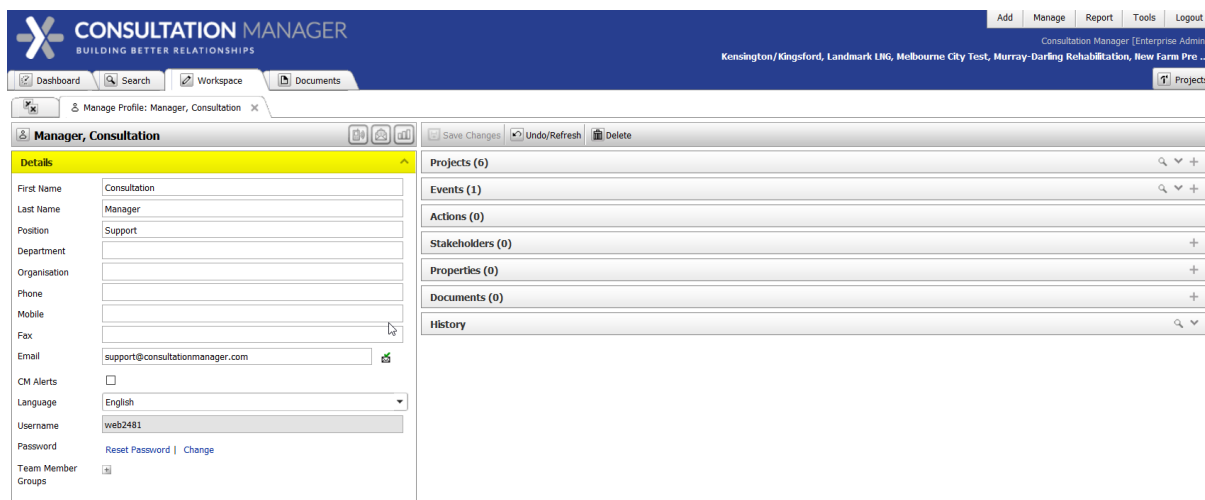 CONSULTATION MANAGER
BUILDING BETTER RELATIONSHIPS
Add Manage Report Tools Logout
Consultation Manager [Enterprise Admin
Kensington/Kingsford, Landmark LNG, Melbourne City Test, Murray-Darling Rehabilitation, New Farm Pre ..
Dashboard Search Workspace Documents Projects
Manage Profile: Manager, Consultation
Manager, Consultation
Save Changes Undo/Refresh Delete
Details
First Name Consultation
Last Name Manager
Position Support
Department
Organisation
Phone
Mobile
Fax
Email support@consultationmanager.com
CM Alerts
Language English
Username web2481
Password Reset Password | Change
Team Member
Groups
Projects (6)
Events (1)
Actions (0)
Stakeholders (0)
Properties (0)
Documents (0)
History